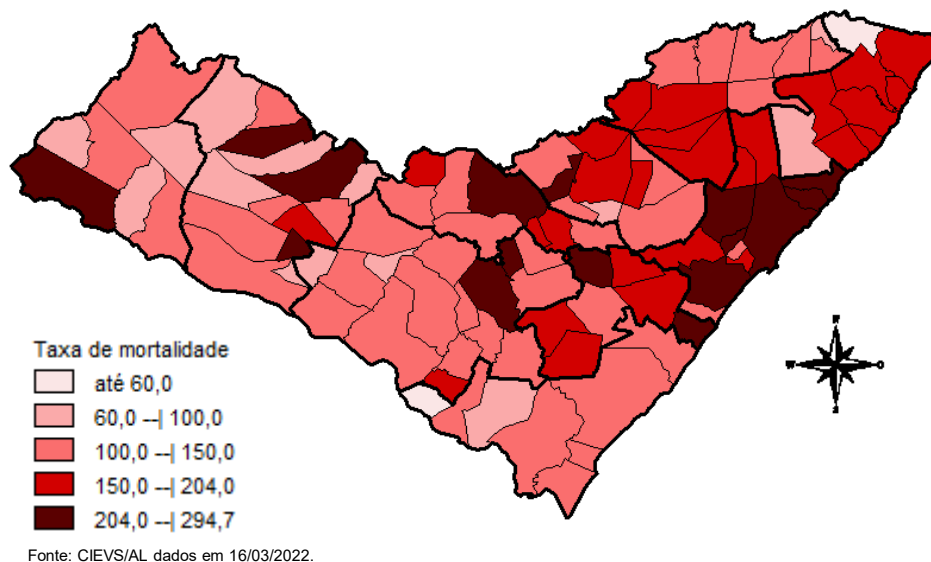 N
W
O
S
Taxa de mortalidade
até 60,0
60,0 --| 100,0
100,0 --| 150,0
150,0 --| 204,0
204,0 --| 294,7
Fonte: CIEVS/AL dados em 16/03/2022.